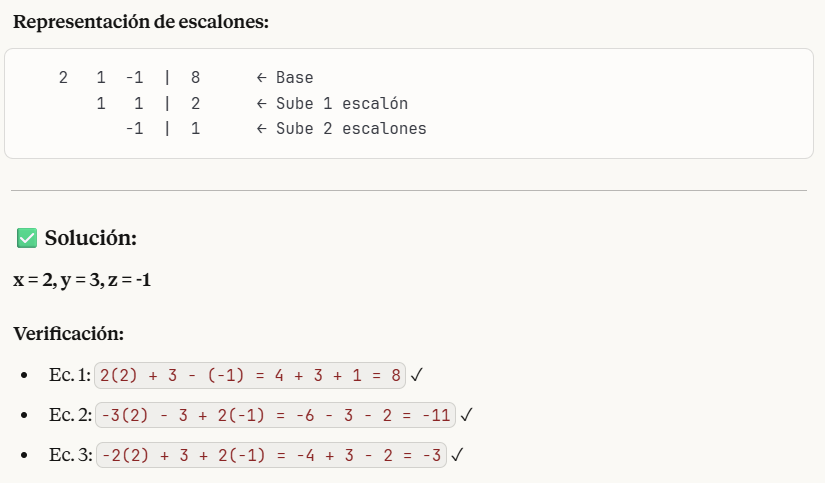 Representación de escalones:
2 1 -1 | 8 ← Base
1 1 | 2 ← Sube 1 escalón
-1 | 1 ← Sube 2 escalones
✅ Solución:
x = 2, y = 3, z = -1
Verificación:
• Ec. 1: 2(2) + 3 - (-1) = 4 + 3 + 1 = 8 ✓
• Ec. 2: -3(2) - 3 + 2(-1) = -6 - 3 - 2 = -11 ✓
• Ec. 3: -2(2) + 3 + 2(-1) = -4 + 3 - 2 = -3 ✓